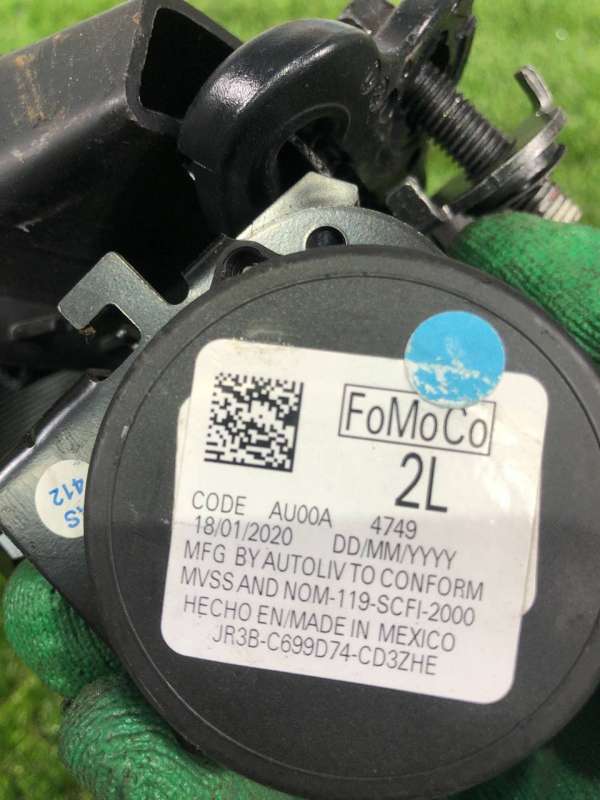 FoMoCo
2L
CODE AU00A 4749
18/01/2020 DD/MM/YYYY
MFG BY AUTOLIV TO CONFORM
MVSS AND NOM-119-SCFI-2000
HECHO EN/MADE IN MEXICO
JR3B-C699D74-CD3ZHE
412